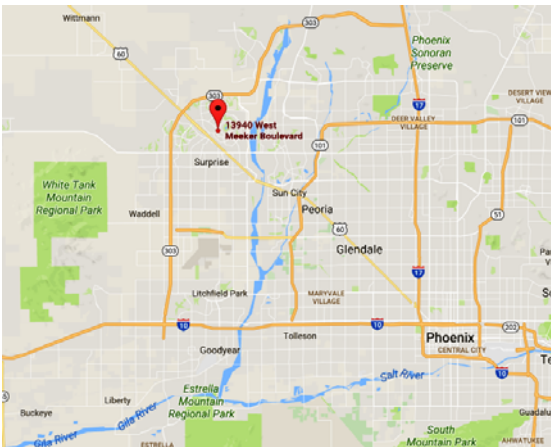 Wittmann
303
60
Phoenix
Sonoran
Preserve
303
17
DESERT VIEW
VILLAGE
13940 West
Meeker Boulevard
DEER VALLEY
VILLAGE
101
101
Surprise
White Tank
Mountain
Regional Park
Sun City
Waddell
Peoria
51
60
303
Glendale
17
Litchfield Park
MARYVALE
VILLAGE
10
10
202
Tolleson
Phoenix
Goodyear
CENTRAL CITY
Salt River
10
Estrella
Mountain
Regional Park
Liberty
Buckeye
Gila River
Gila River
South
Mountain Park
ESTRELLA
AHWATUKEE